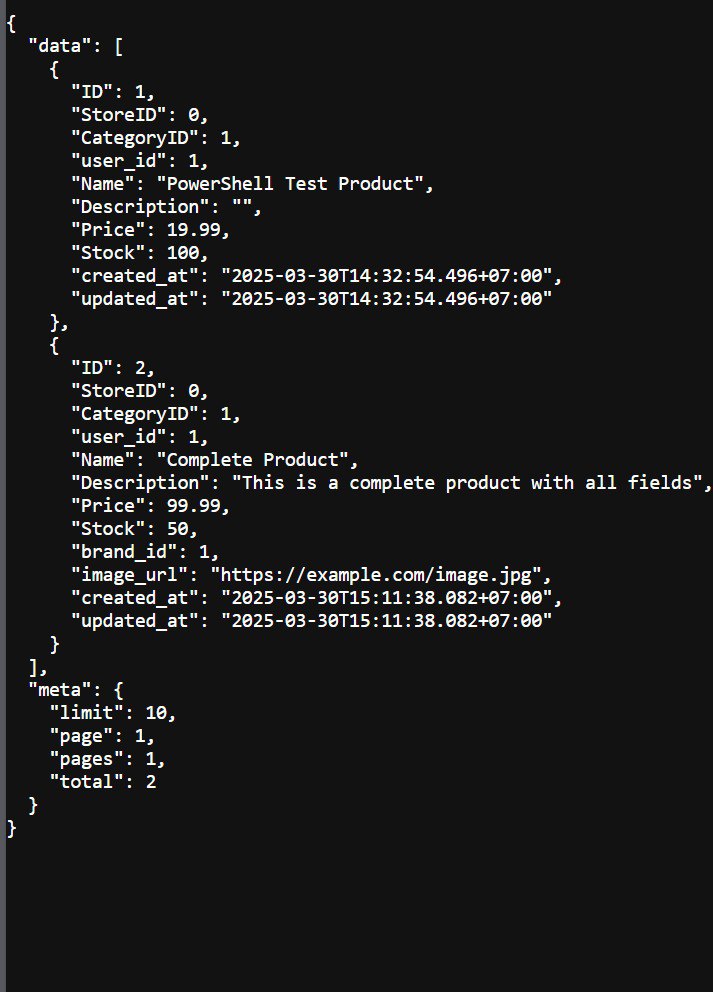 {
  "data": [
    {
      "ID": 1,
      "StoreID": 0,
      "CategoryID": 1,
      "user_id": 1,
      "Name": "PowerShell Test Product",
      "Description": "",
      "Price": 19.99,
      "Stock": 100,
      "created_at": "2025-03-30T14:32:54.496+07:00",
      "updated_at": "2025-03-30T14:32:54.496+07:00"
    },
    {
      "ID": 2,
      "StoreID": 0,
      "CategoryID": 1,
      "user_id": 1,
      "Name": "Complete Product",
      "Description": "This is a complete product with all fields",
      "Price": 99.99,
      "Stock": 50,
      "brand_id": 1,
      "image_url": "https://example.com/image.jpg",
      "created_at": "2025-03-30T15:11:38.082+07:00",
      "updated_at": "2025-03-30T15:11:38.082+07:00"
    }
  ],
  "meta": {
    "limit": 10,
    "page": 1,
    "pages": 1,
    "total": 2
  }
}